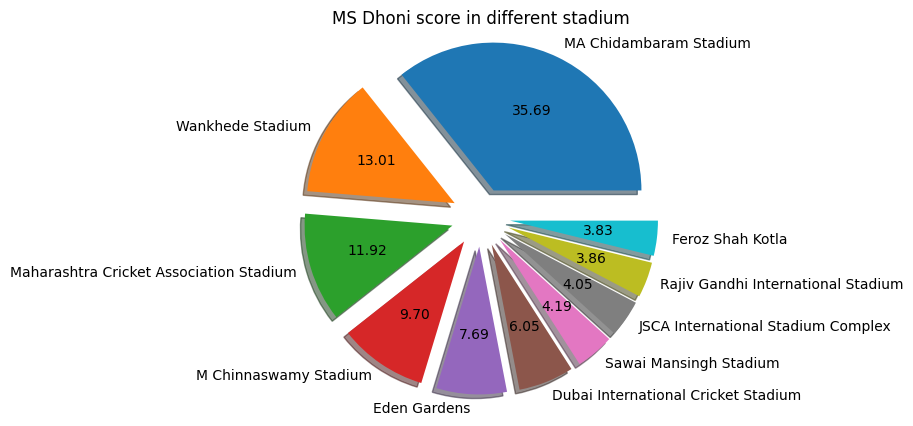 MS Dhoni score in different stadium
MA Chidambaram Stadium
35.69
Wankhede Stadium
13.01
Maharashtra Cricket Association Stadium
11.92
M Chinnaswamy Stadium
9.70
Eden Gardens
7.69
Dubai International Cricket Stadium
6.05
Sawai Mansingh Stadium
4.19
JSCA International Stadium Complex
4.05
Rajiv Gandhi International Stadium
3.86
Feroz Shah Kotla
3.83